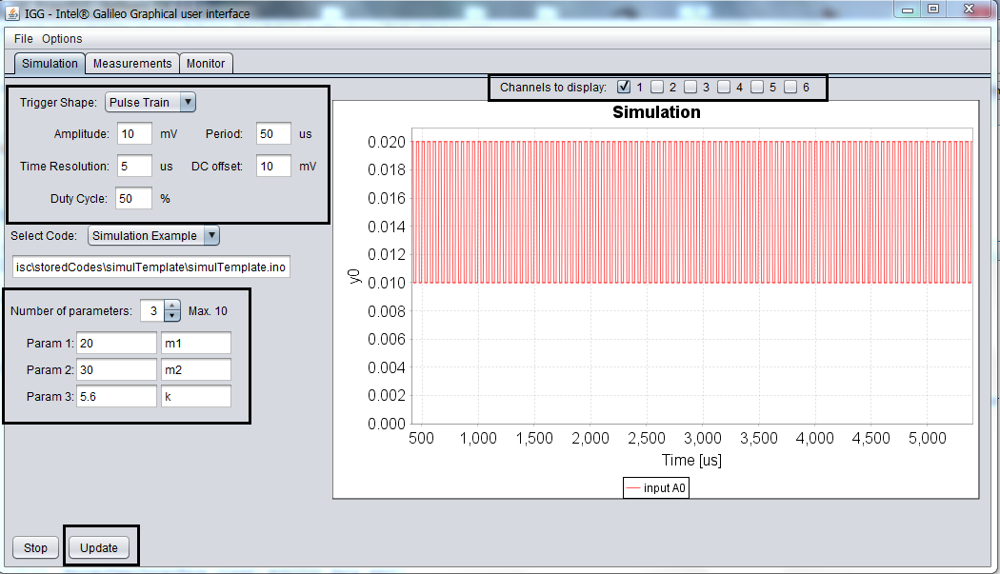 IGG - Intel® Galileo Graphical user interface
File Options
Simulation Measurements Monitor
Trigger Shape: Pulse Train
Amplitude: 10 mV Period: 50 us
Time Resolution: 5 us DC offset: 10 mV
Duty Cycle: 50 %
Select Code: Simulation Example
isc\storedCodes\simulTemplate\simulTemplate.ino
Number of parameters: 3 Max. 10
Param 1: 20 m1
Param 2: 30 m2
Param 3: 5.6 k
Stop Update
Channels to display: 1 2 3 4 5 6
Simulation
0.020
0.018
0.016
0.014
0.012
0.010
0.008
0.006
0.004
0.002
0.000
y0
500 1,000 1,500 2,000 2,500 3,000 3,500 4,000 4,500 5,000
Time [us]
input A0